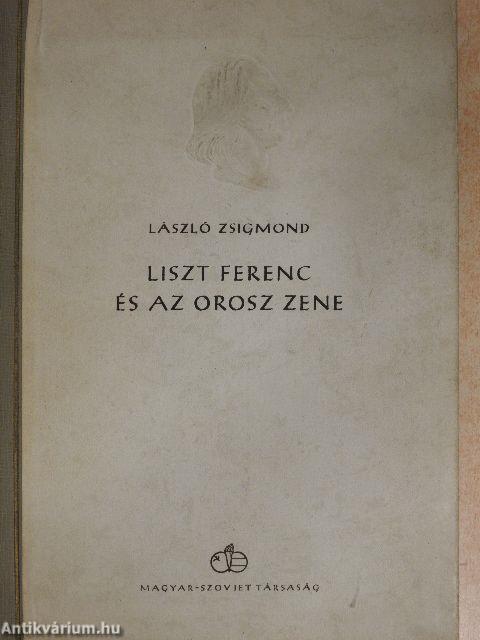 LÁSZLÓ ZSIGMOND
LISZT FERENC
ÉS AZ OROSZ ZENE
MAGYAR-SZOVJET TÁRSASÁG
Antikvárium.hu